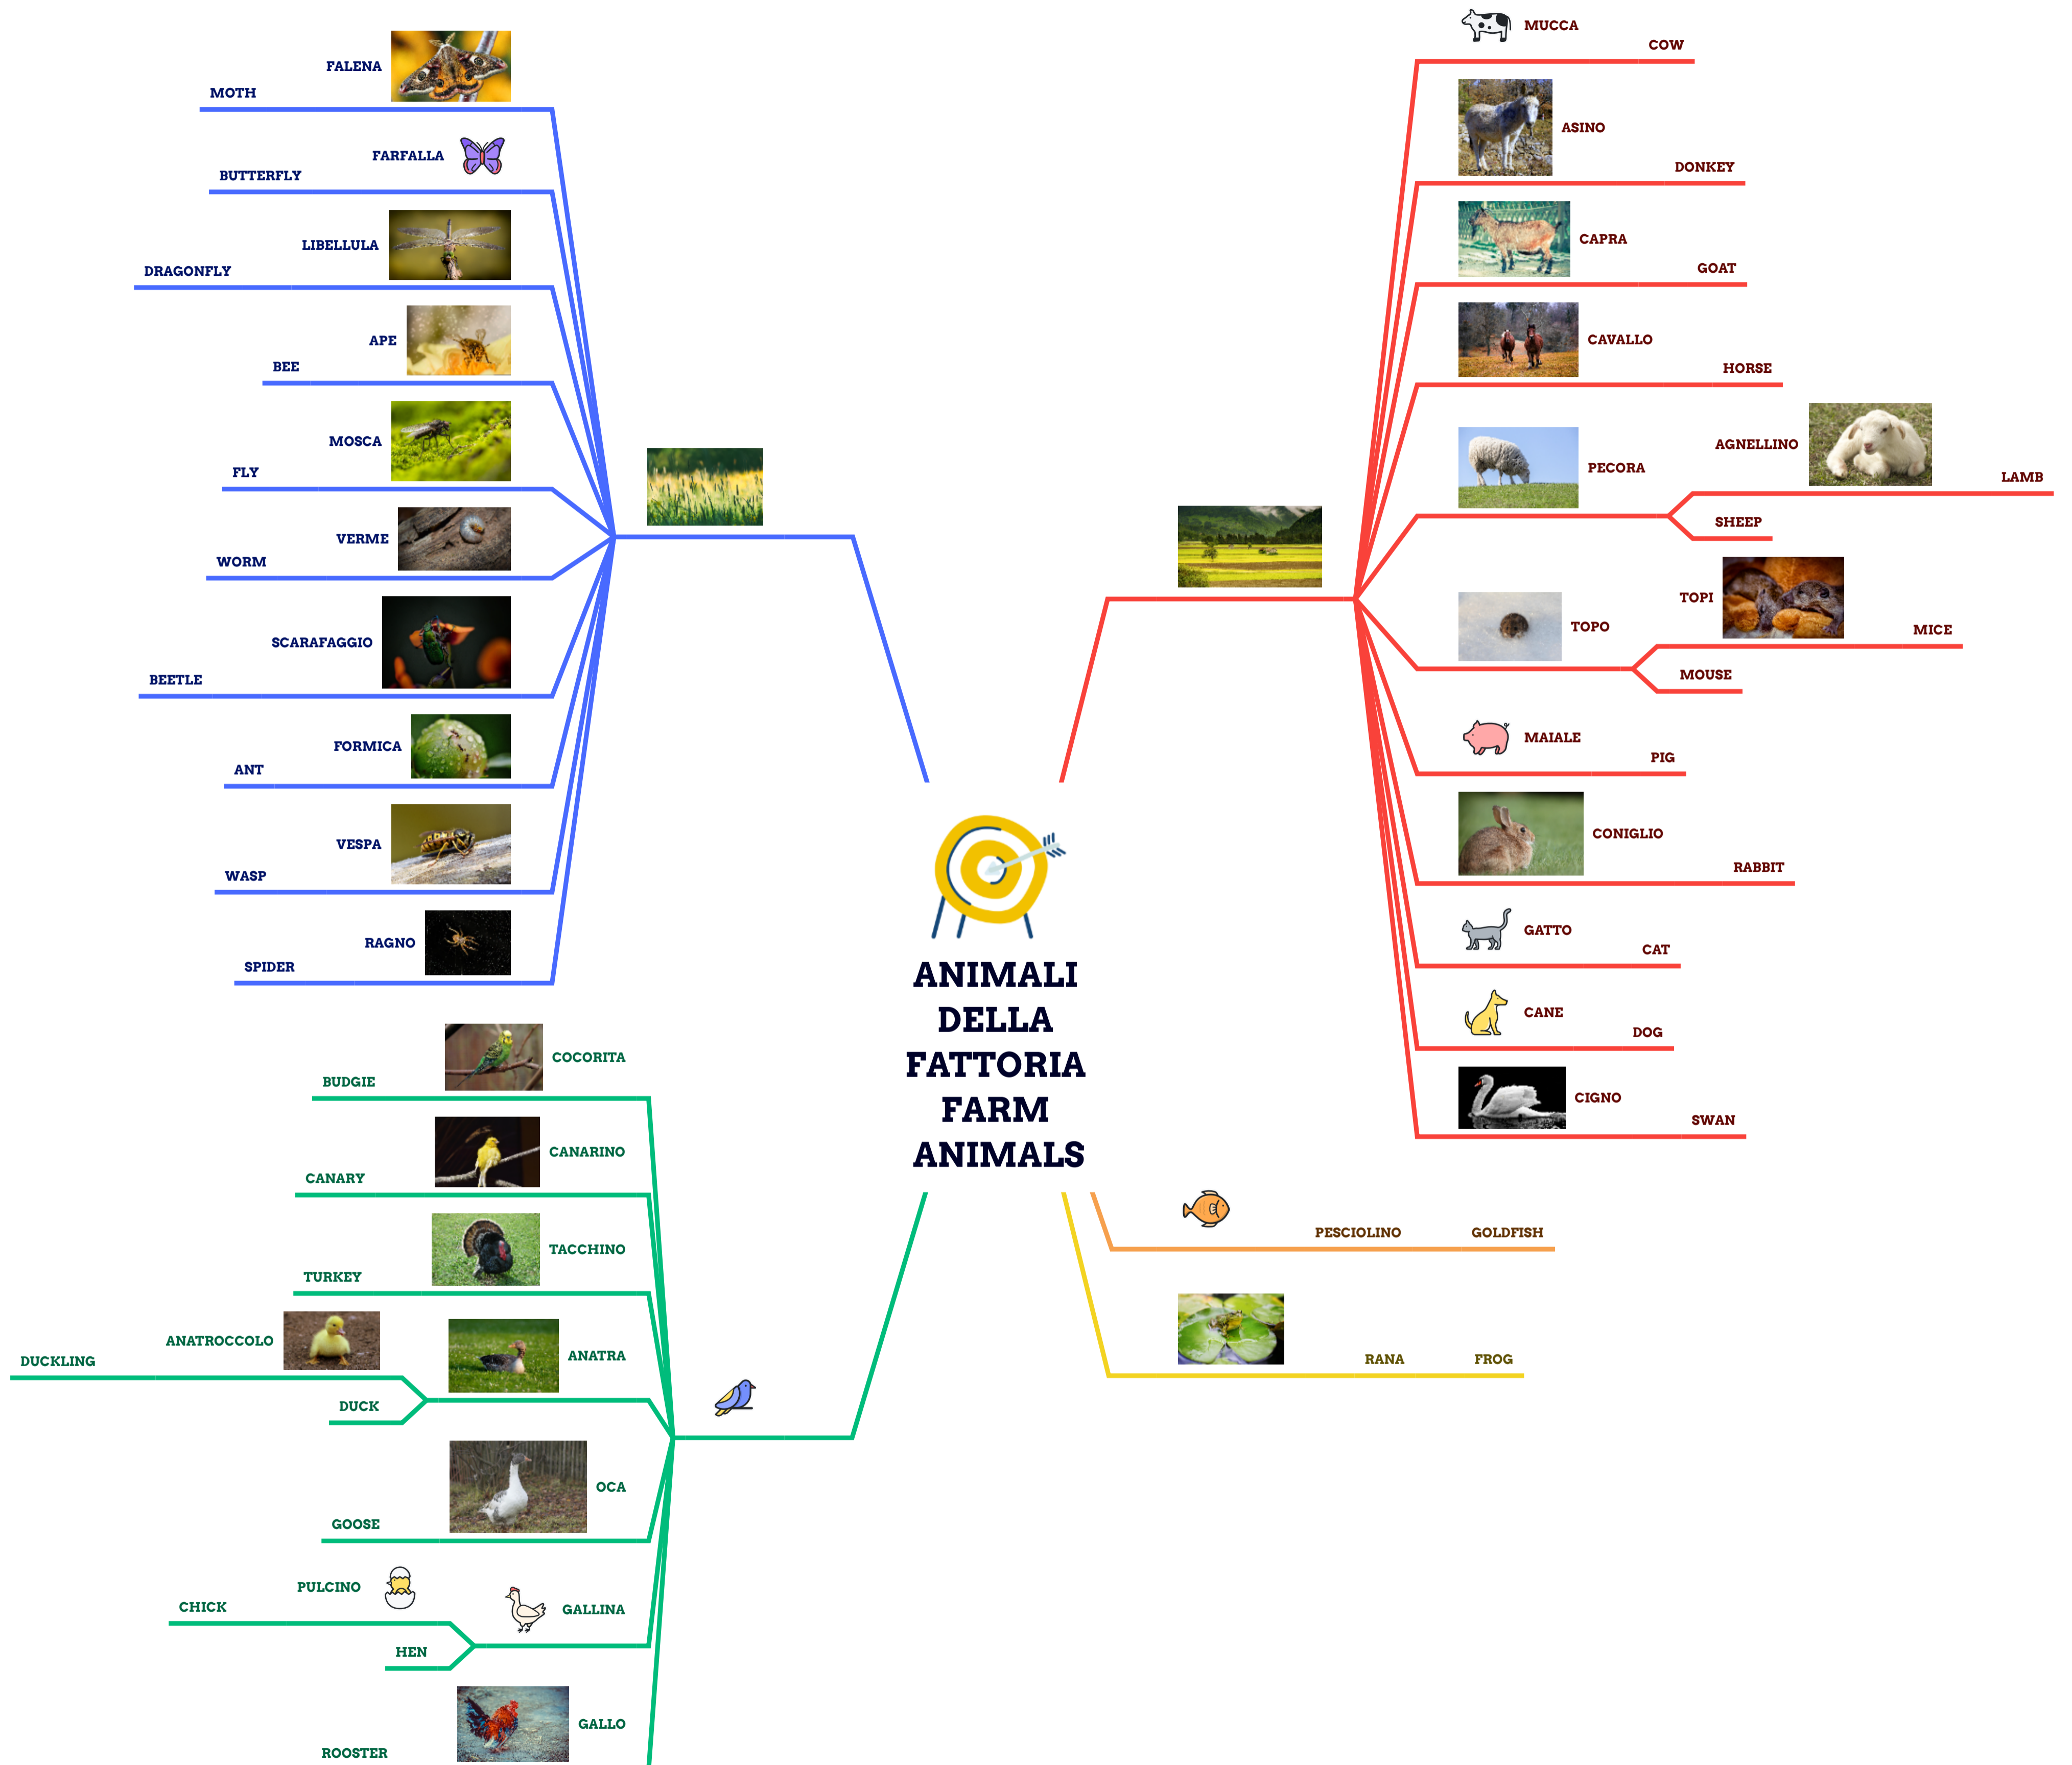 ANIMALI
DELLA
FATTORIA
FARM
ANIMALS
FALENA
MOTH
FARFALLA
BUTTERFLY
LIBELLULA
DRAGONFLY
APE
BEE
MOSCA
FLY
VERME
WORM
SCARAFAGGIO
BEETLE
FORMICA
ANT
VESPA
WASP
RAGNO
SPIDER
COCORITA
BUDGIE
CANARINO
CANARY
TACCHINO
TURKEY
ANATRA
ANATROCCOLO
DUCKLING
DUCK
OCA
GOOSE
GALLINA
PULCINO
CHICK
HEN
GALLO
ROOSTER
MUCCA
COW
ASINO
DONKEY
CAPRA
GOAT
CAVALLO
HORSE
PECORA
AGNELLINO
LAMB
SHEEP
TOPO
TOPI
MICE
MOUSE
MAIALE
PIG
CONIGLIO
RABBIT
GATTO
CAT
CANE
DOG
CIGNO
SWAN
PESCIOLINO GOLDFISH
RANA FROG